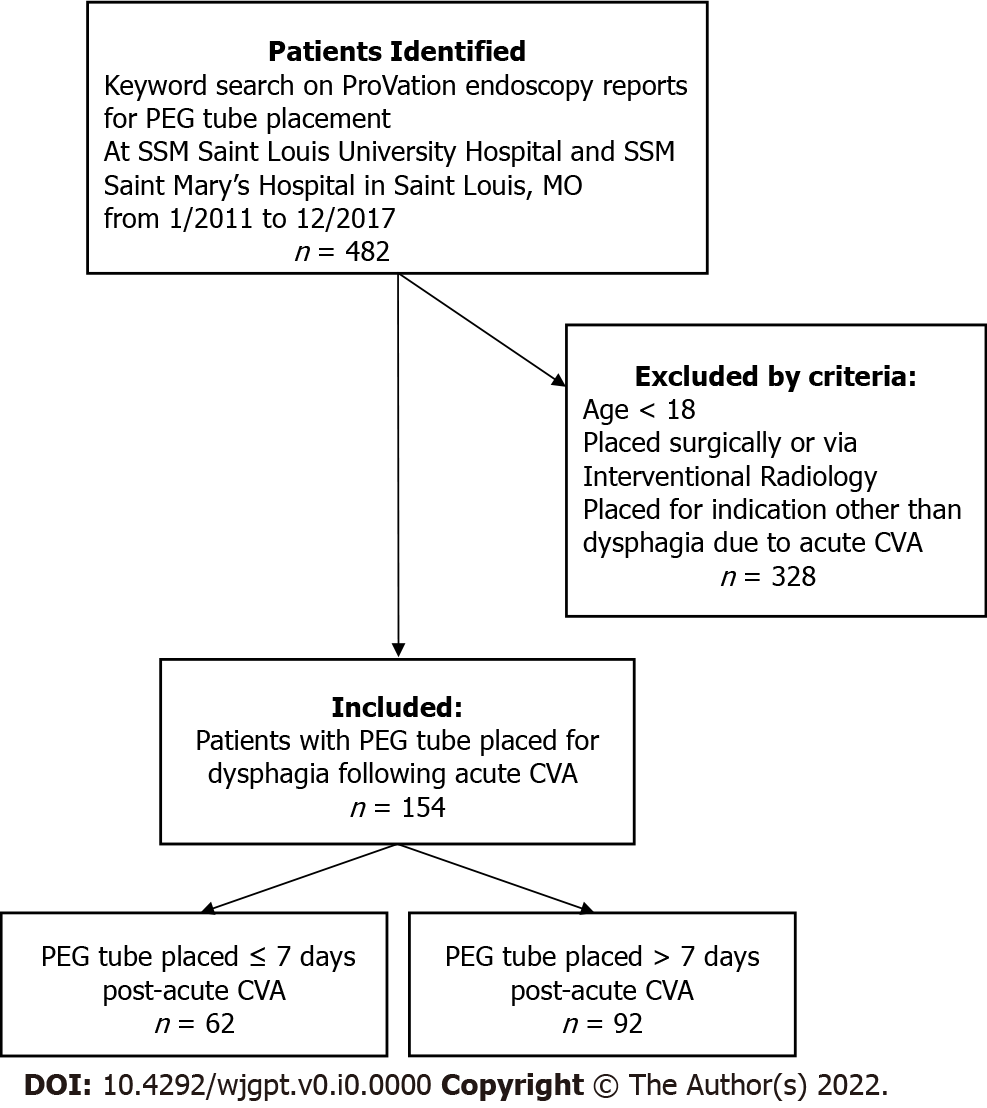 Patients Identified
Keyword search on ProVation endoscopy reports
for PEG tube placement
At SSM Saint Louis University Hospital and SSM
Saint Mary’s Hospital in Saint Louis, MO
from 1/2011 to 12/2017
n = 482
Excluded by criteria:
Age < 18
Placed surgically or via
Interventional Radiology
Placed for indication other than
dysphagia due to acute CVA
n = 328
Included:
Patients with PEG tube placed for
dysphagia following acute CVA
n = 154
PEG tube placed ≤ 7 days
post-acute CVA
n = 62
PEG tube placed > 7 days
post-acute CVA
n = 92
DOI: 10.4292/wjgpt.v0.i0.0000 Copyright © The Author(s) 2022.